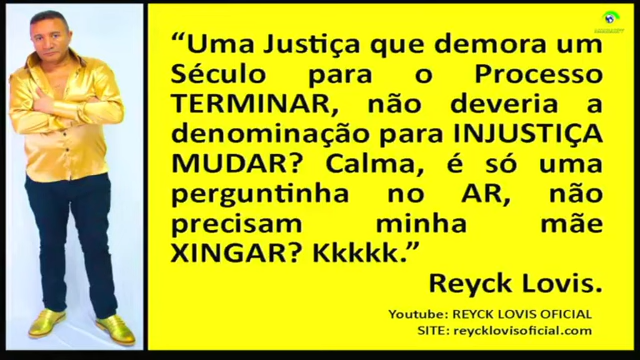 “Uma Justiça que demora um
Século para o Processo
TERMINAR, não deveria a
denominação para INJUSTIÇA
MUDAR? Calma, é só uma
perguntinha no AR, não
precisam minha mãe
XINGAR? Kkkkk.”
Reyck Lovis.
Youtube: REYCK LOVIS OFICIAL
SITE: reycklovisoficial.com